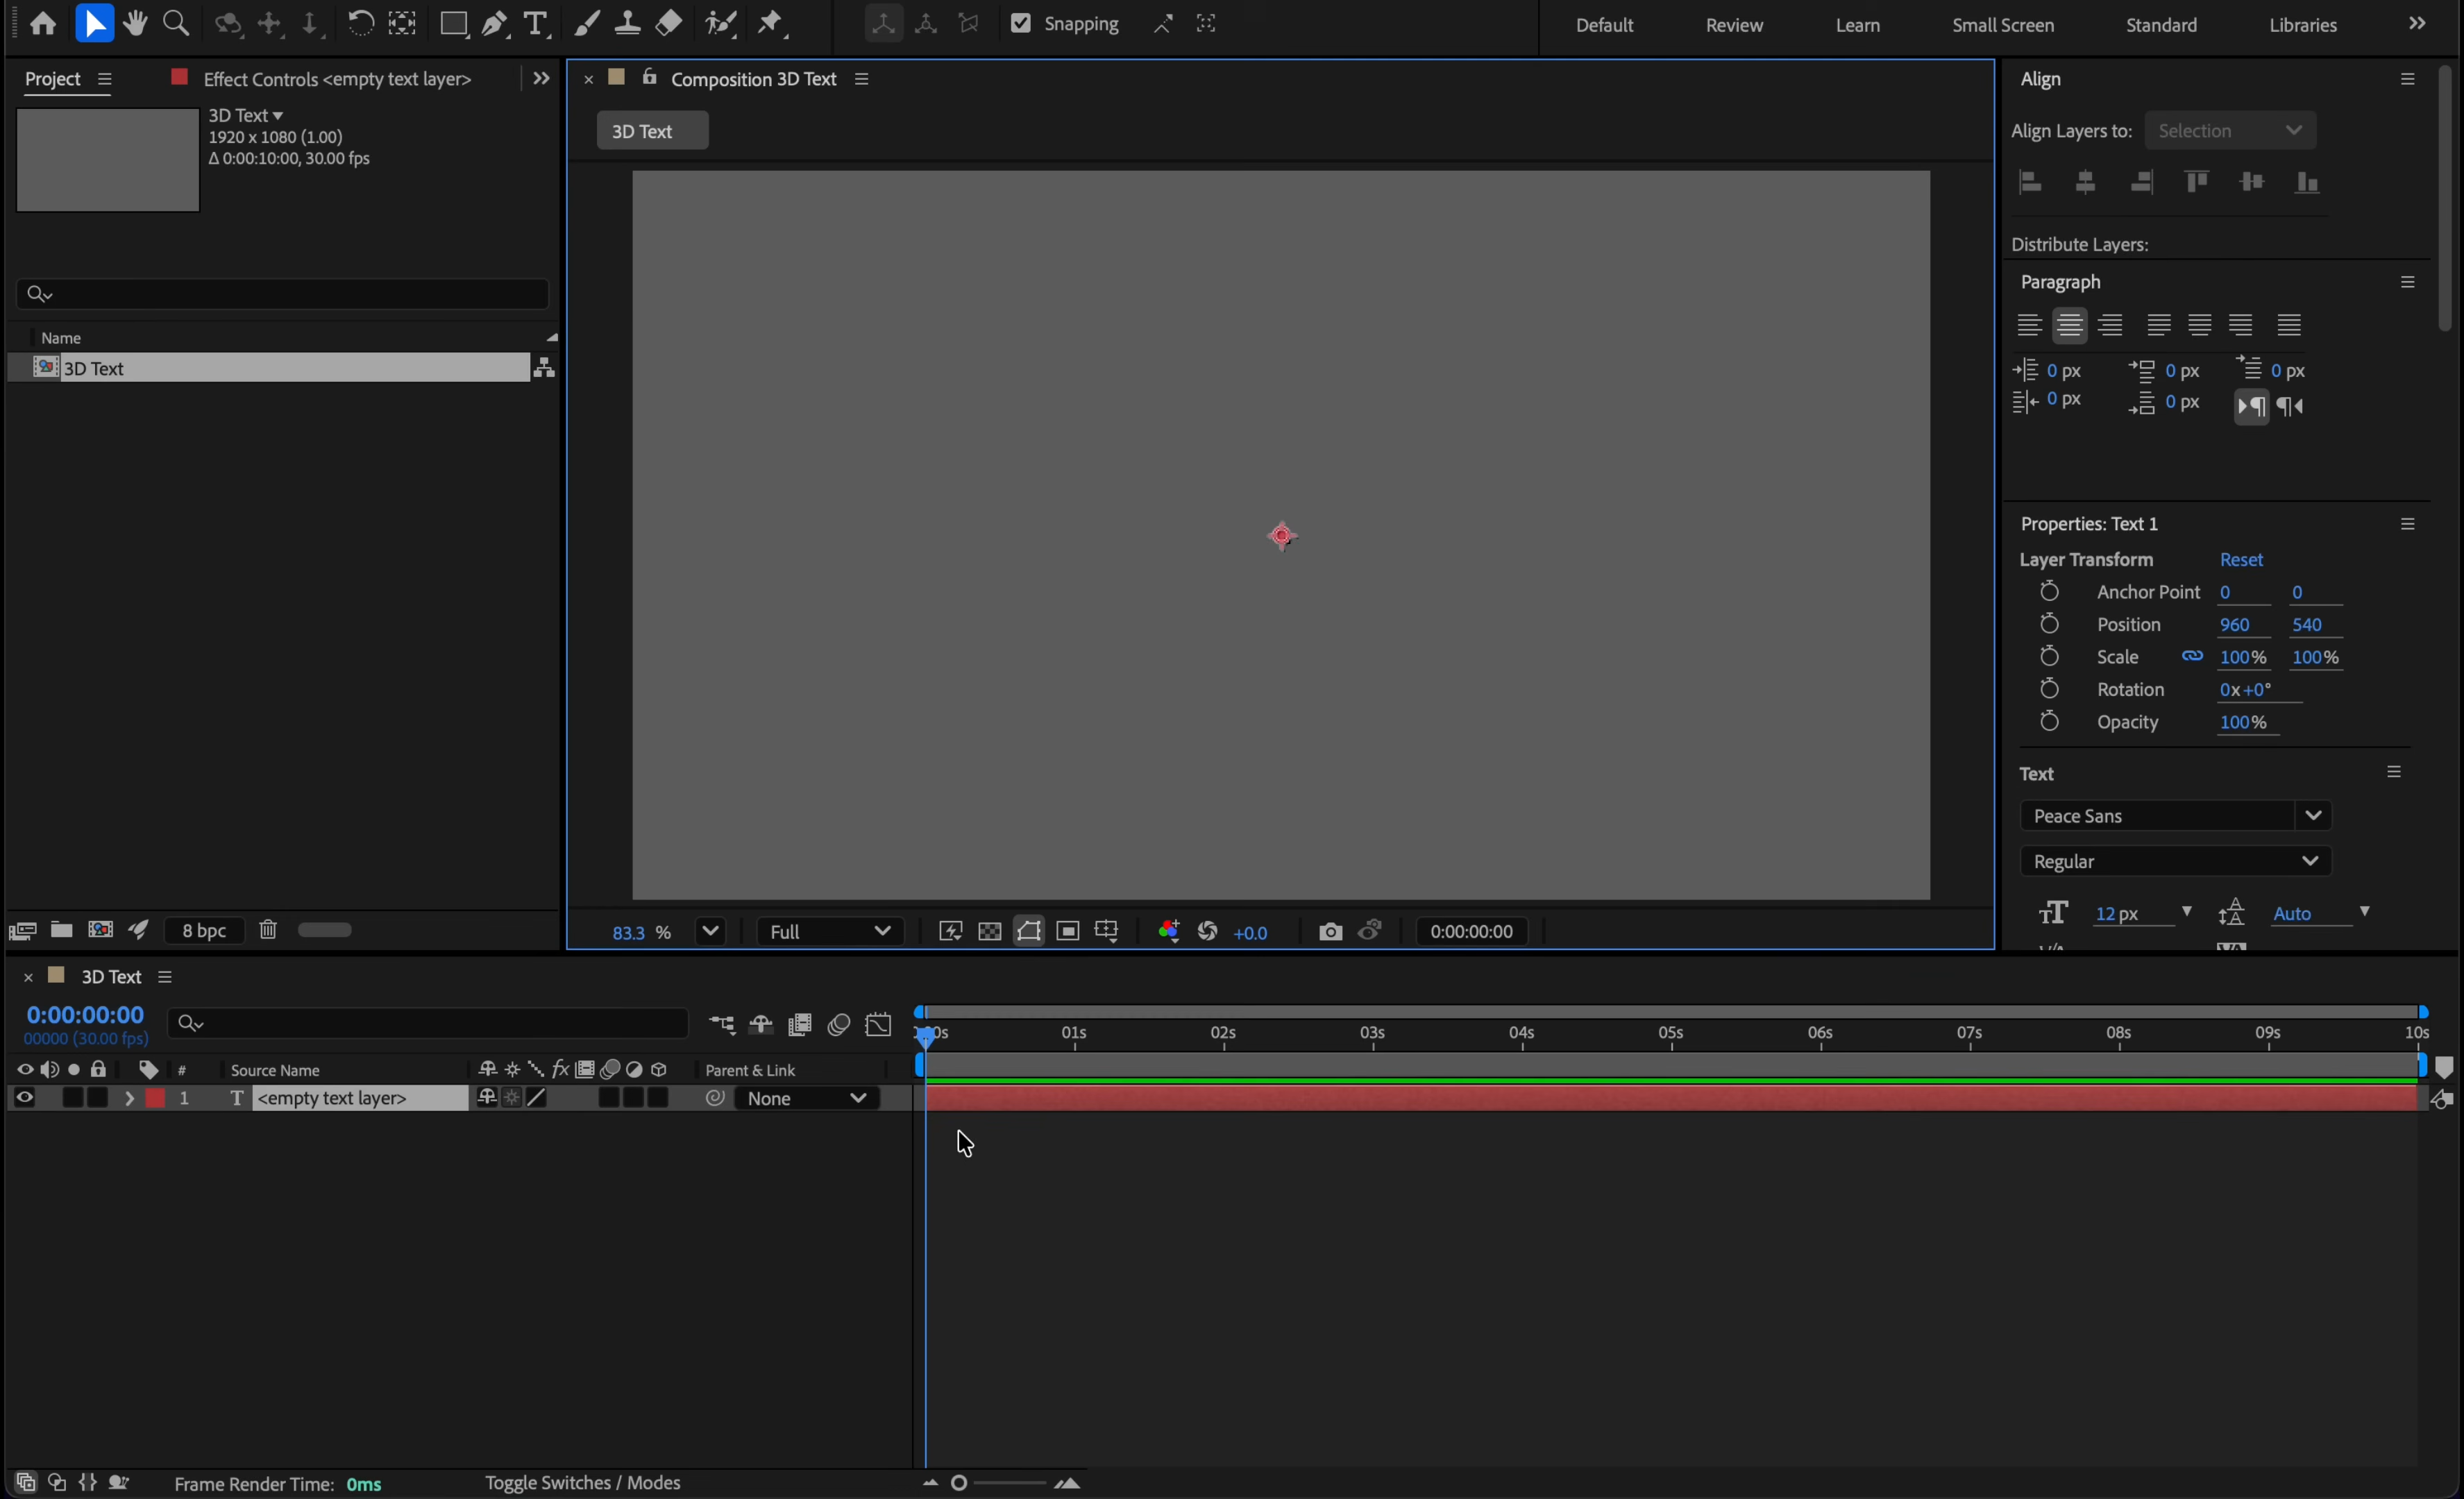 Snapping
Default
Review
Learn
Small Screen
Standard
Libraries
Project
Effect Controls <empty text layer>
3D Text
1920 x 1080 (1.00)
Δ 0:00:10:00, 30.00 fps
Name
3D Text
8 bpc
Composition 3D Text
3D Text
83.3 %
Full
+0.0
0:00:00:00
Align
Align Layers to:
Selection
Distribute Layers:
Paragraph
0 px
0 px
0 px
0 px
0 px
Properties: Text 1
Layer Transform
Reset
Anchor Point
0
0
Position
960
540
Scale
100%
100%
Rotation
0x+0°
Opacity
100%
Text
Peace Sans
Regular
12 px
Auto
3D Text
0:00:00:00
00000 (30.00 fps)
01s
02s
03s
04s
05s
06s
07s
08s
09s
10s
#
Source Name
Parent & Link
1
T
<empty text layer>
None
Frame Render Time: 0ms
Toggle Switches / Modes